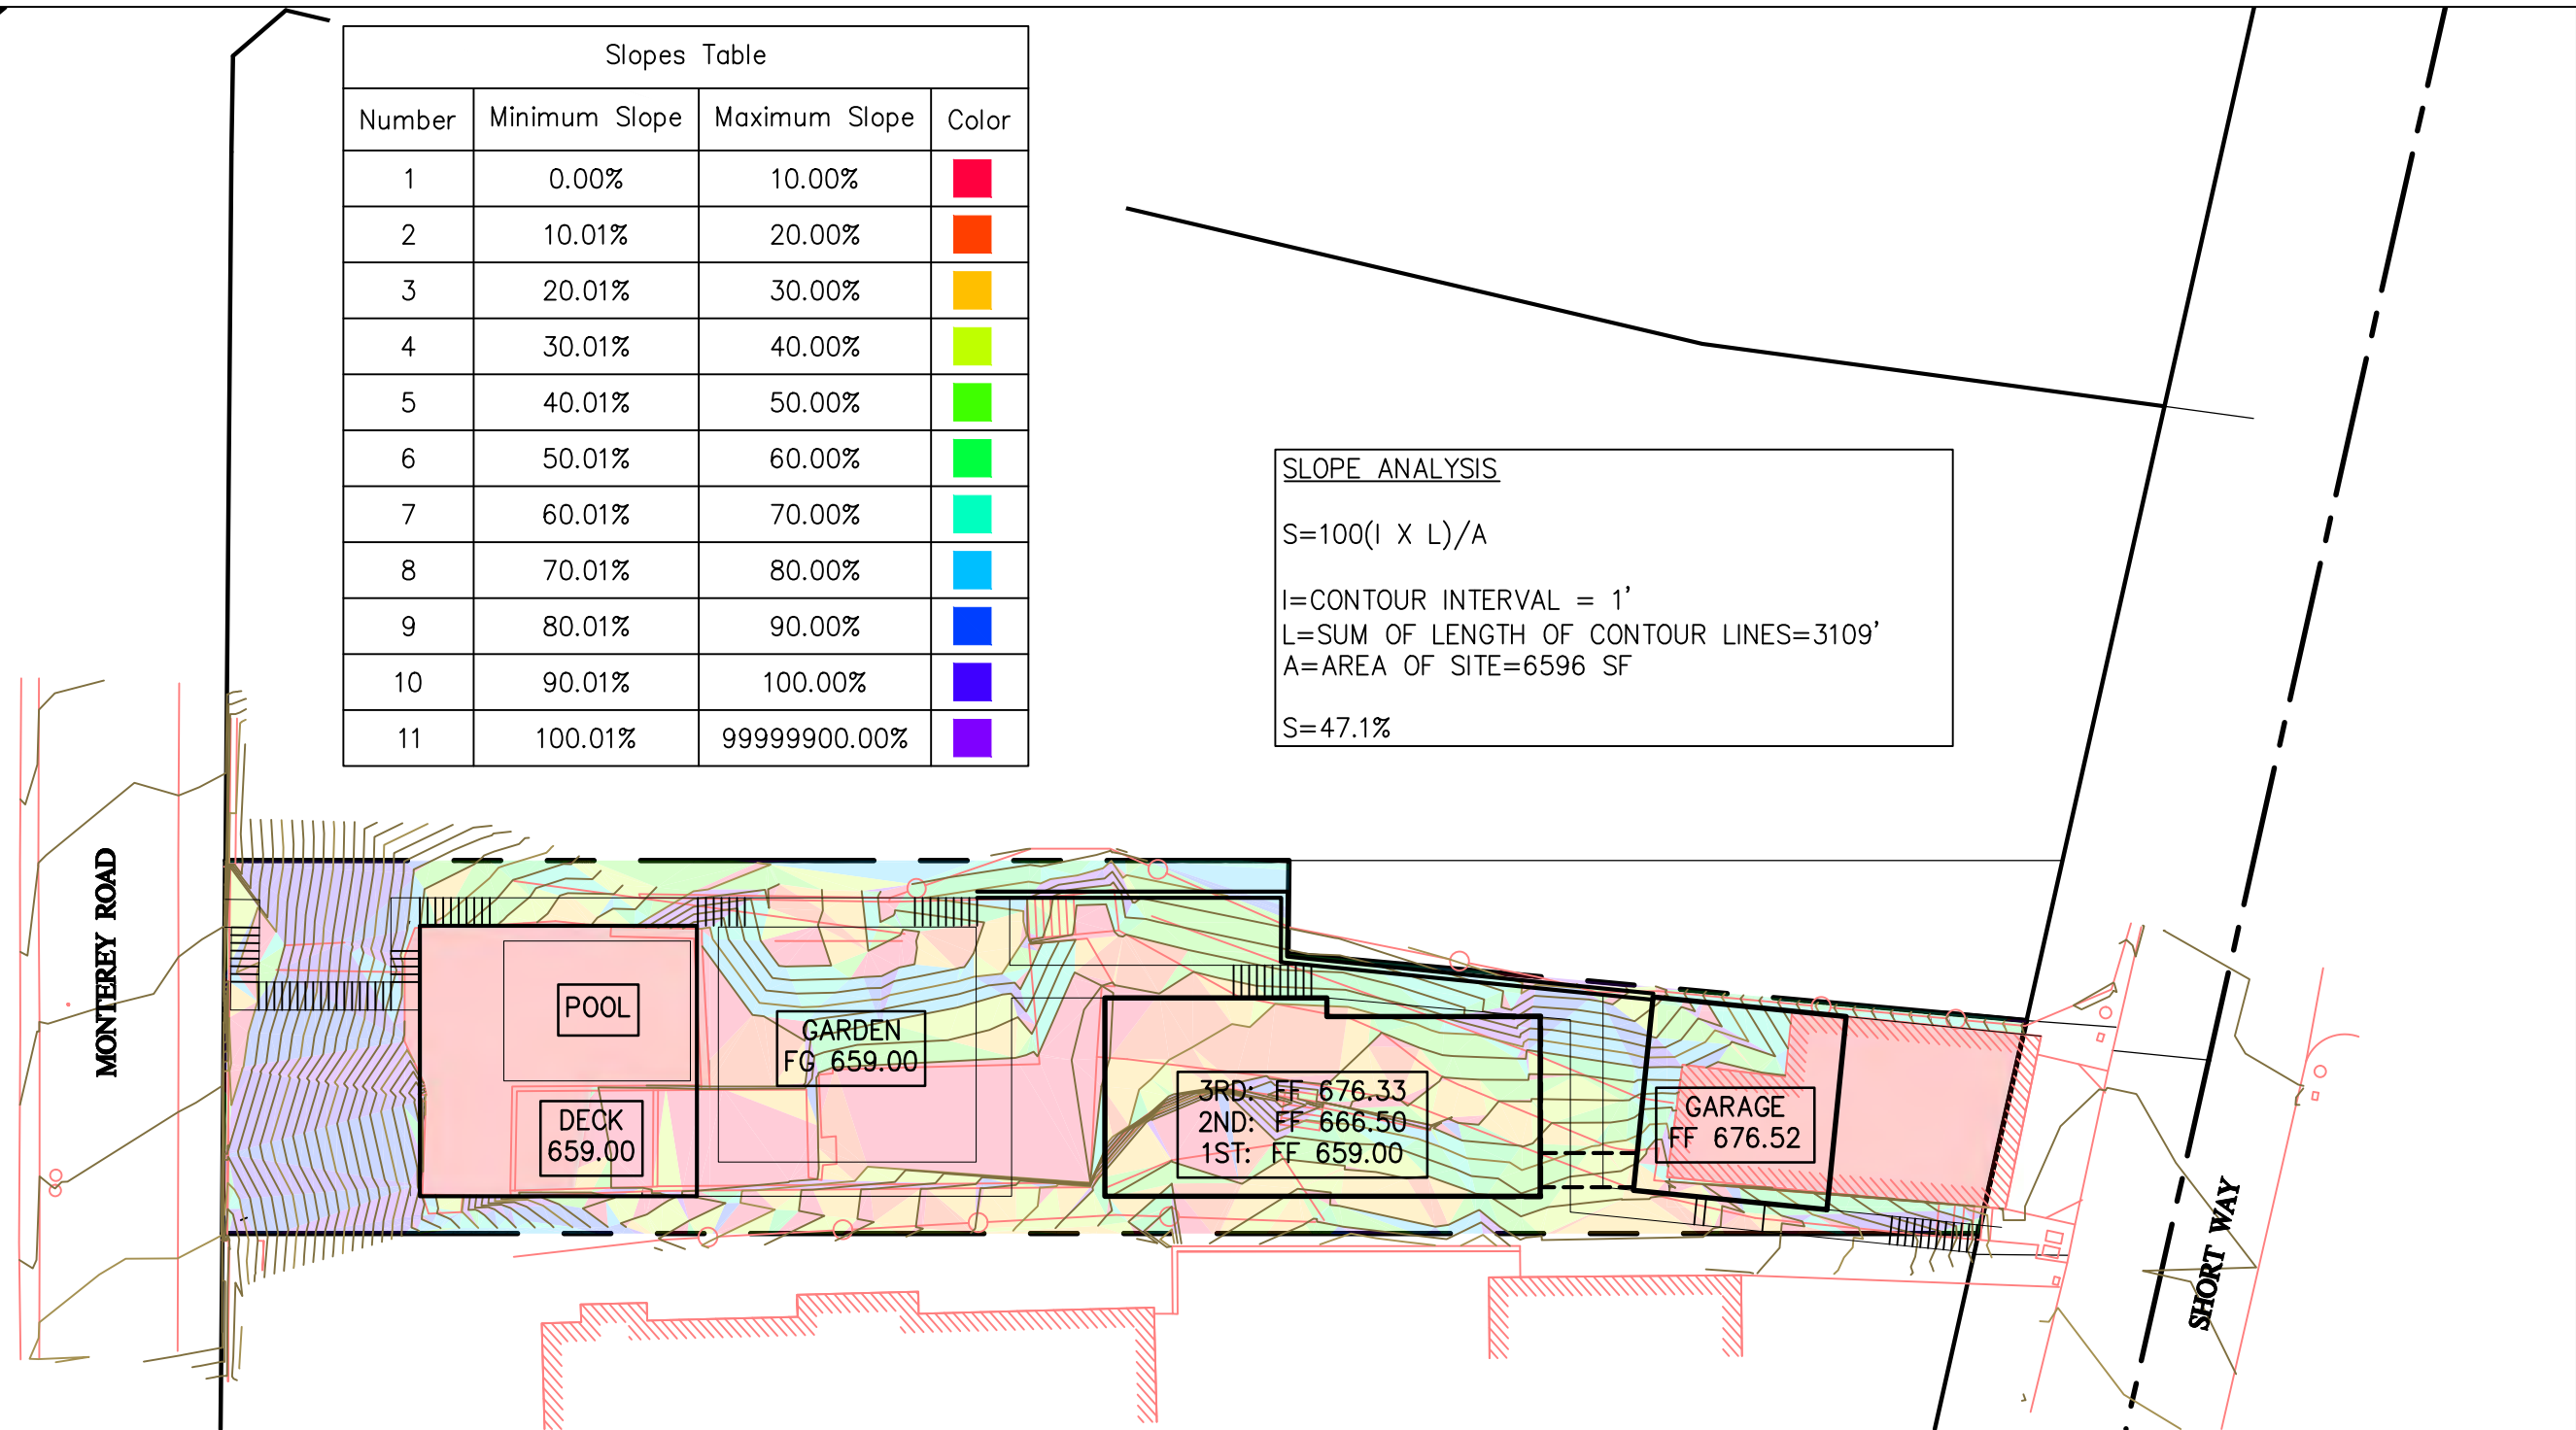 Slopes Table
Number Minimum Slope Maximum Slope Color
1 0.00% 10.00%
2 10.01% 20.00%
3 20.01% 30.00%
4 30.01% 40.00%
5 40.01% 50.00%
6 50.01% 60.00%
7 60.01% 70.00%
8 70.01% 80.00%
9 80.01% 90.00%
10 90.01% 100.00%
11 100.01% 99999900.00%
SLOPE ANALYSIS
S=100(I X L)/A
I=CONTOUR INTERVAL = 1'
L=SUM OF LENGTH OF CONTOUR LINES=3109'
A=AREA OF SITE=6596 SF
S=47.1%
MONTEREY ROAD
POOL
DECK
659.00
GARDEN
FG 659.00
3RD: FF 676.33
2ND: FF 666.50
1ST: FF 659.00
GARAGE
FF 676.52
SHORT WAY